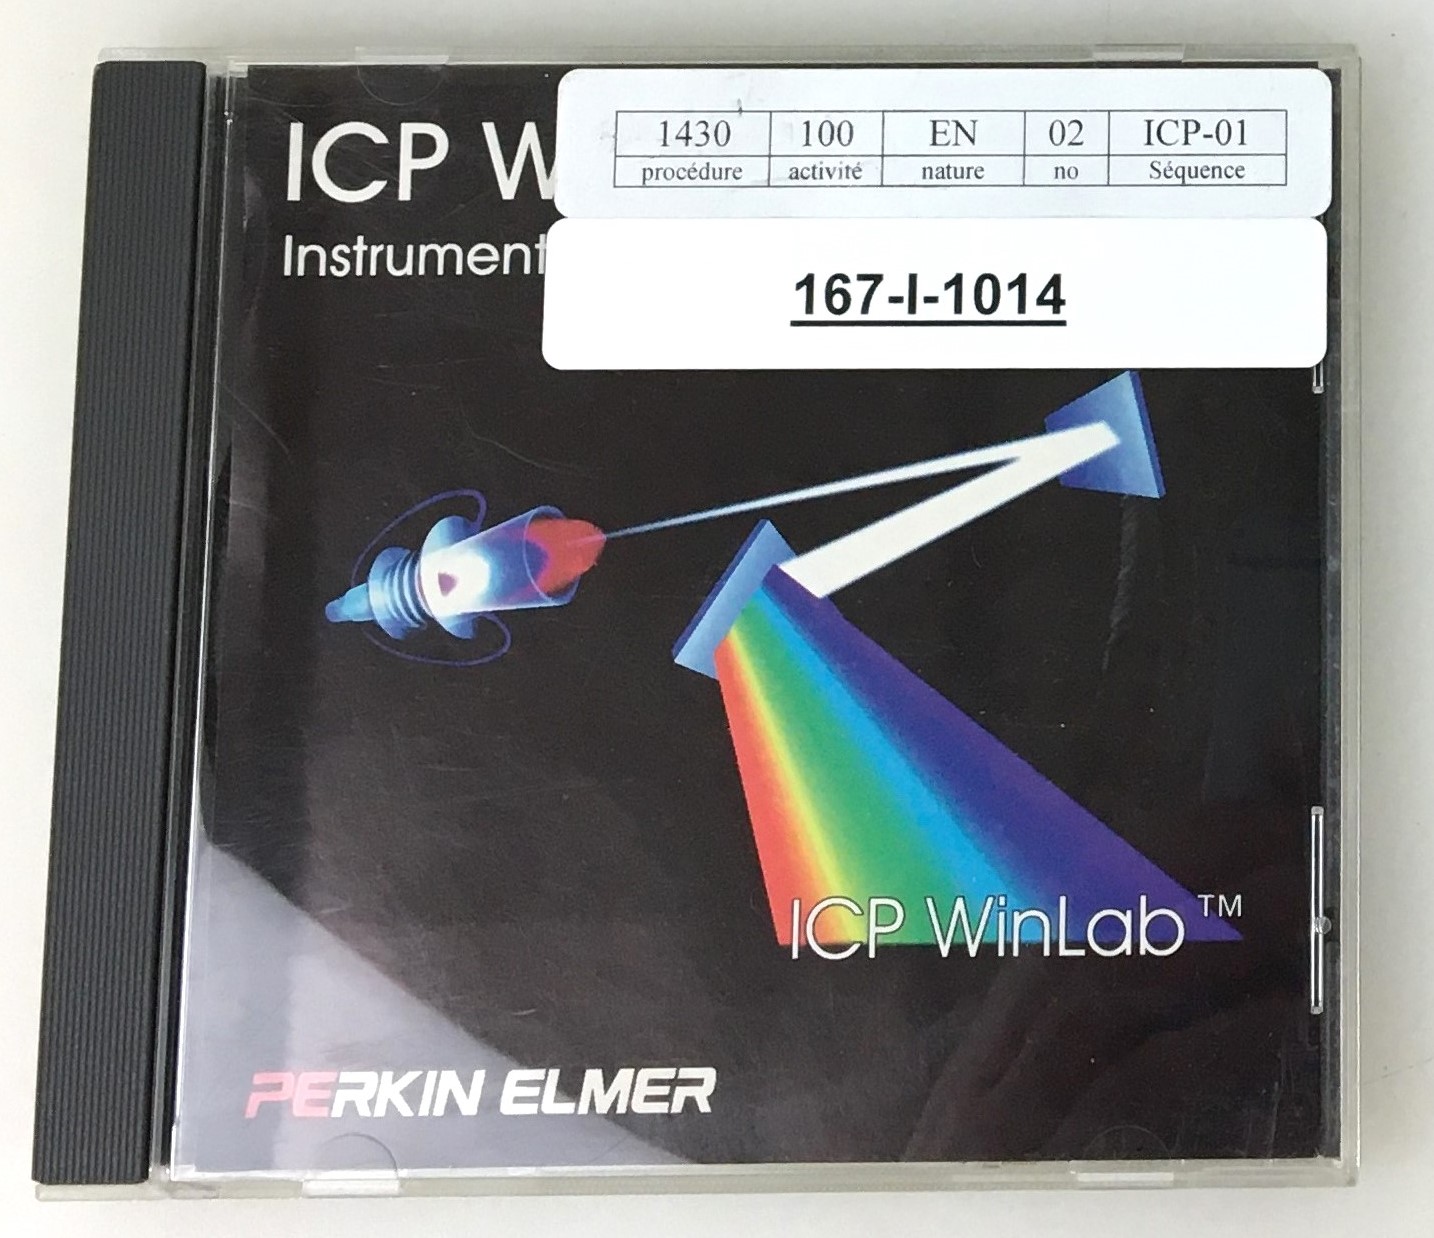 ICP W
Instrument
1430 100 EN 02 ICP-01
procédure activité nature no Séquence
167-I-1014
ICP WinLab™
PERKIN ELMER